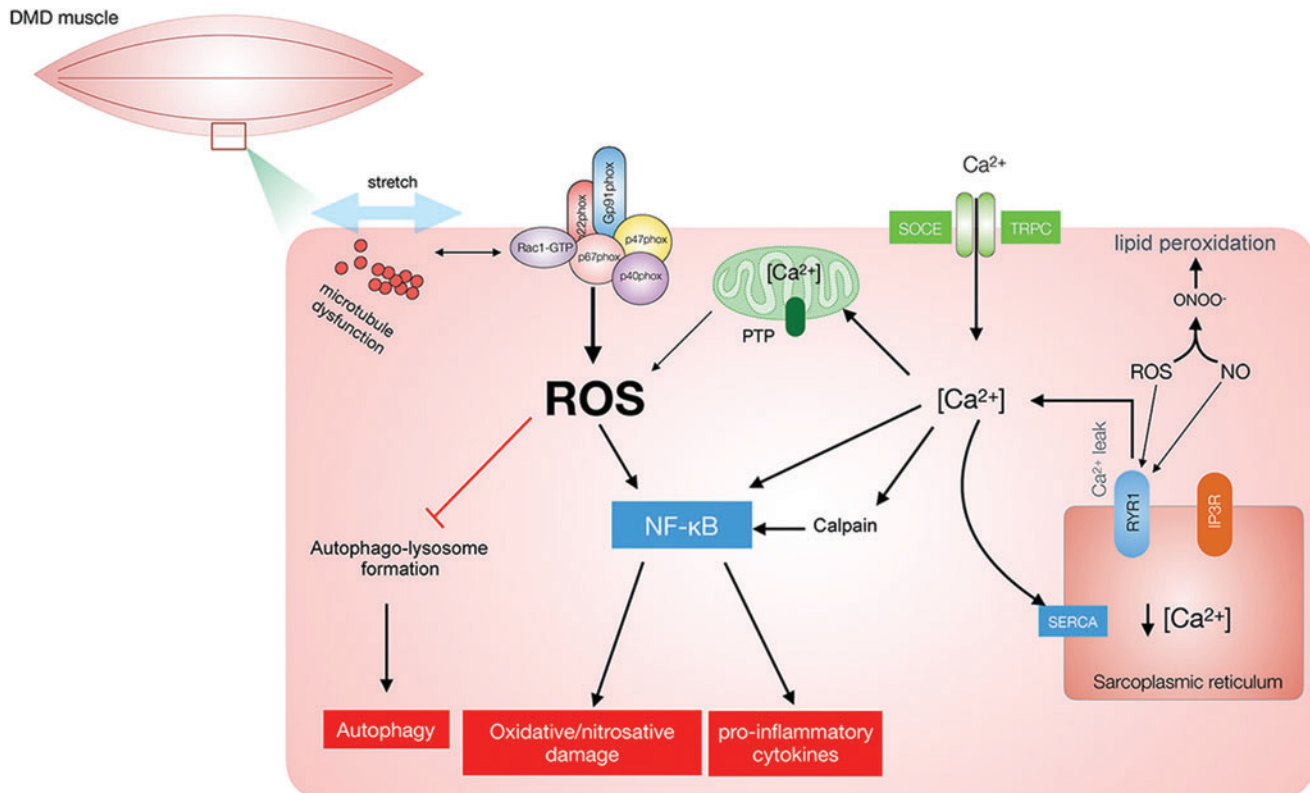 DMD muscle
stretch
Gp91phox
p22phox
Rac1-GTP
p67phox
p47phox
p40phox
microtubule
dysfunction
[Ca²⁺]
PTP
Ca²⁺
SOCE
TRPC
lipid peroxidation
ONOO⁻
ROS
NO
ROS
[Ca²⁺]
Ca²⁺ leak
RYR1
IP3R
NF-κB
Calpain
Autophago-lysosome
formation
SERCA
[Ca²⁺]
Sarcoplasmic reticulum
Autophagy
Oxidative/nitrosative
damage
pro-inflammatory
cytokines